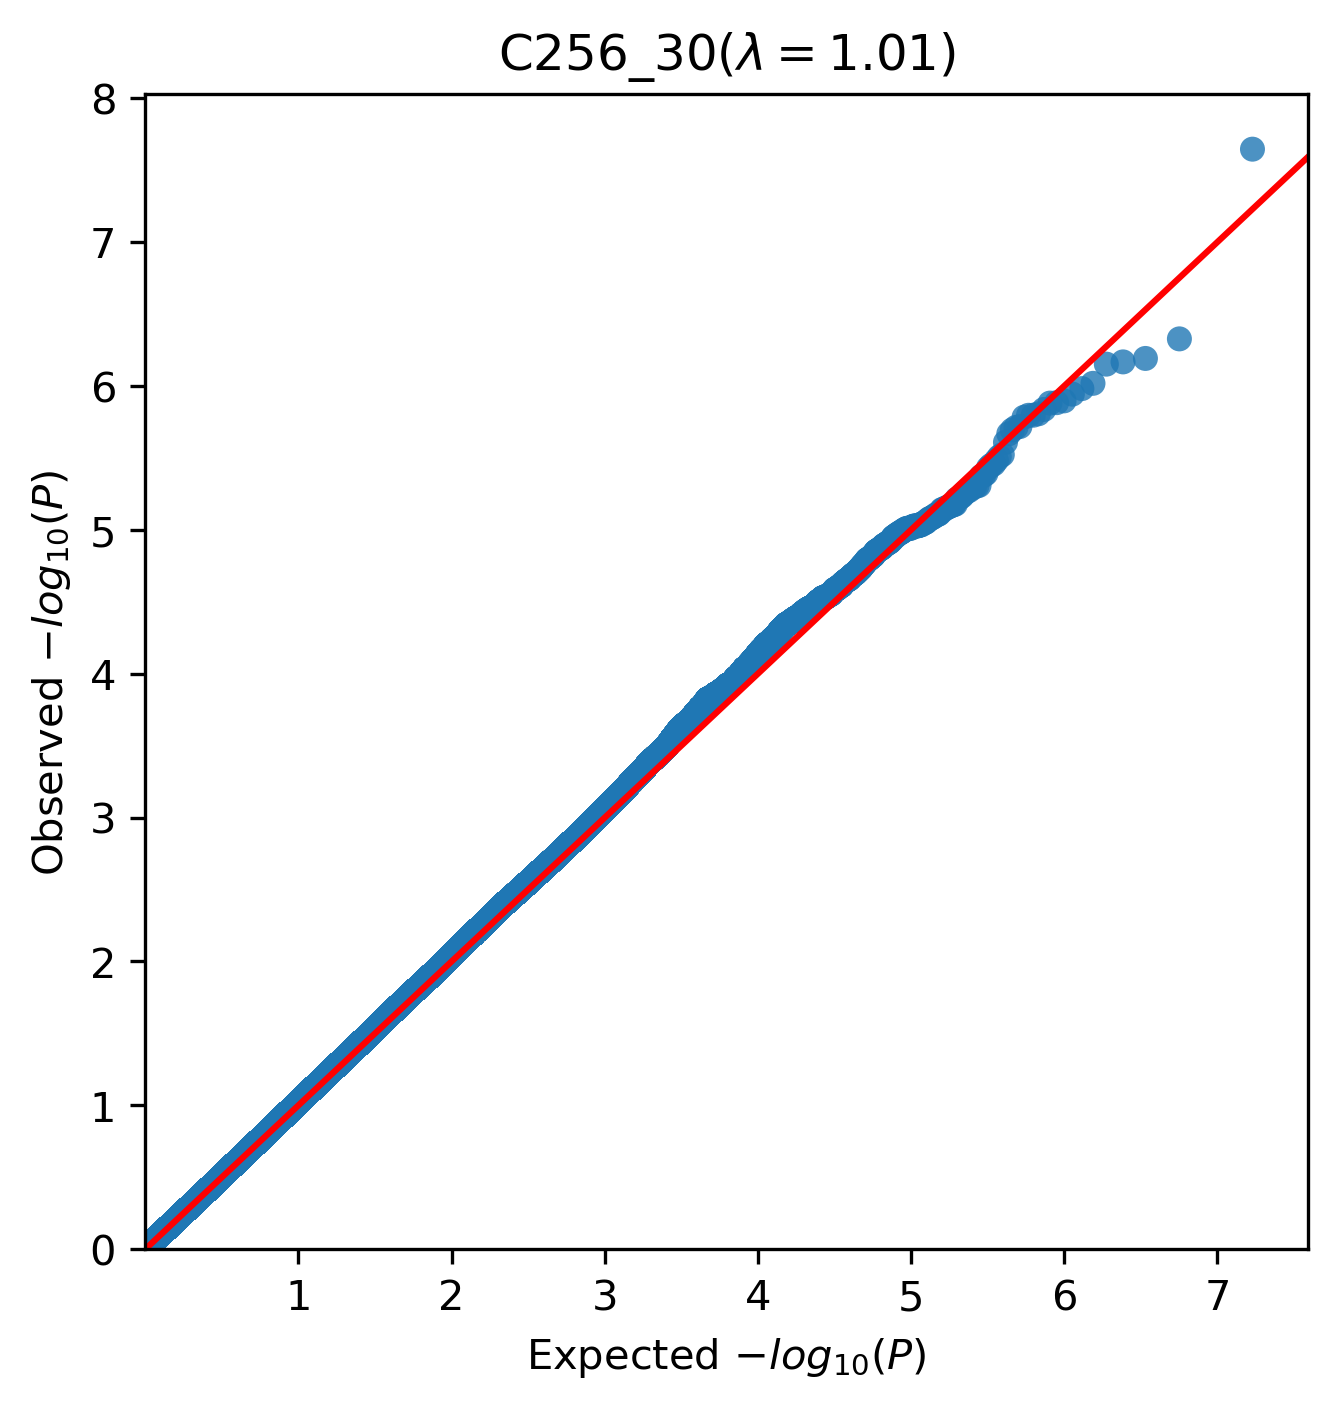 C256_30(λ = 1.01)
8
7
6
5
4
3
2
1
0
Observed −log₁₀(P)
1 2 3 4 5 6 7
Expected −log₁₀(P)